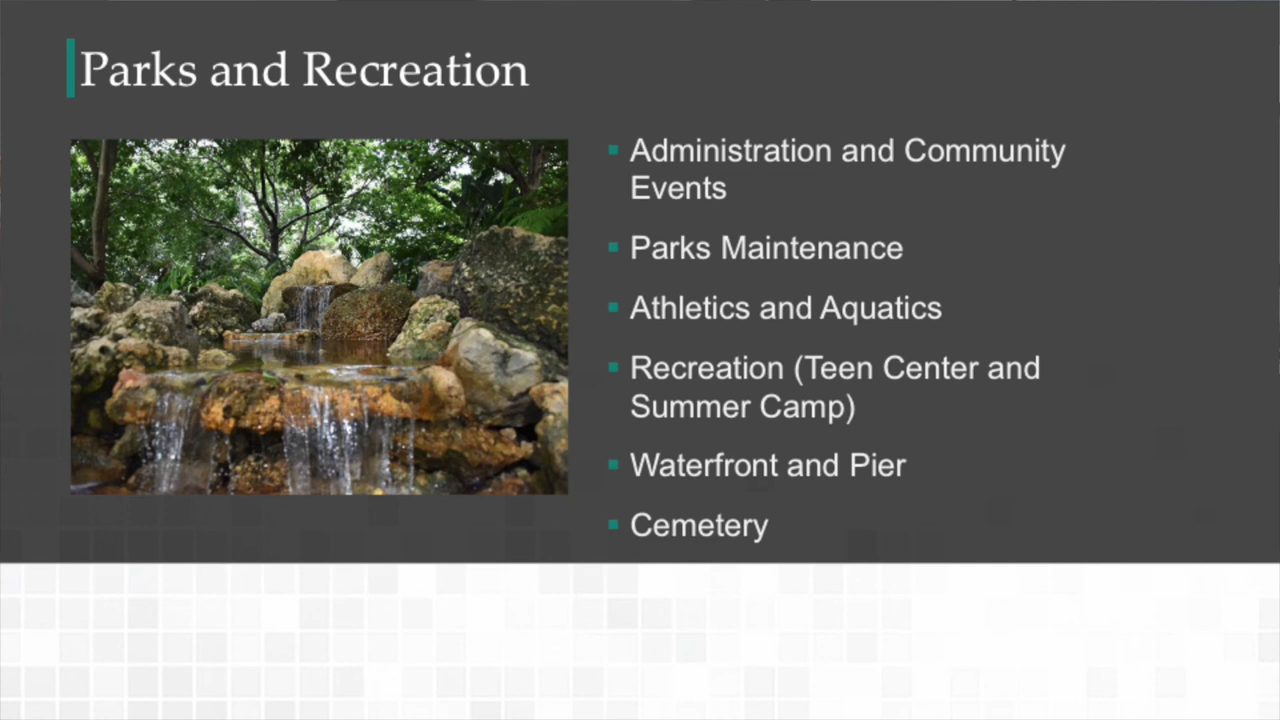 Parks and Recreation
Administration and Community
Events
Parks Maintenance
Athletics and Aquatics
Recreation (Teen Center and
Summer Camp)
Waterfront and Pier
Cemetery